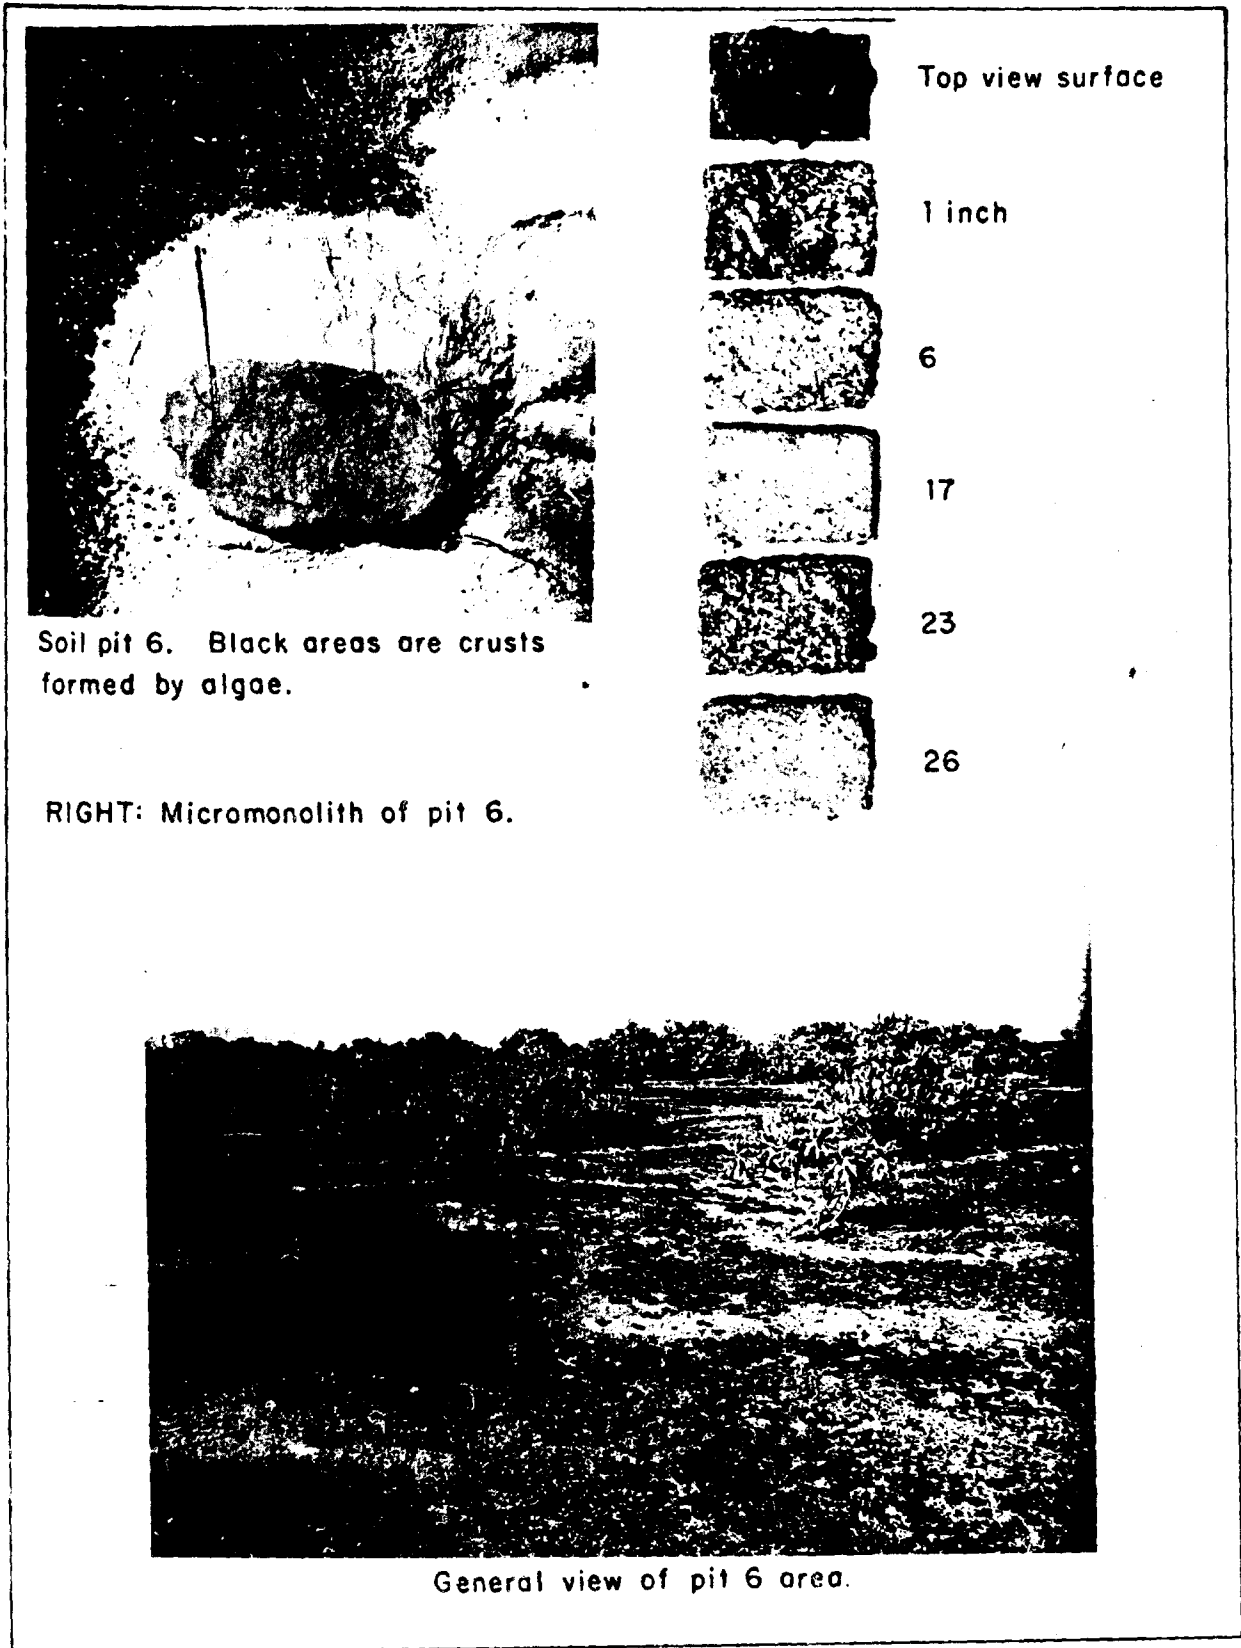 Top view surface
1 inch
6
17
23
26
Soil pit 6. Black areas are crusts
formed by algae.
RIGHT: Micromonolith of pit 6.
General view of pit 6 area.